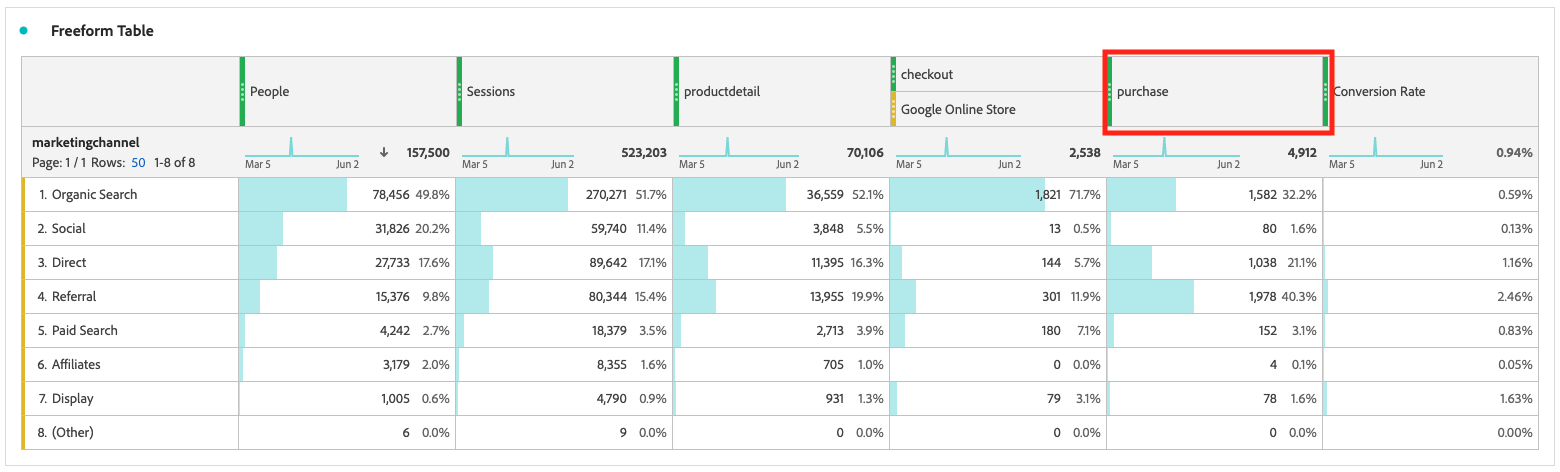 Freeform Table
People Sessions productdetail checkout purchase Conversion Rate
Google Online Store
marketingchannel
Page: 1 / 1 Rows: 50 1-8 of 8
Mar 5 Jun 2 ↓ 157,500 Mar 5 Jun 2 523,203 Mar 5 Jun 2 70,106 Mar 5 Jun 2 2,538 Mar 5 Jun 2 4,912 Mar 5 Jun 2 0.94%
1. Organic Search 78,456 49.8% 270,271 51.7% 36,559 52.1% 1,821 71.7% 1,582 32.2% 0.59%
2. Social 31,826 20.2% 59,740 11.4% 3,848 5.5% 13 0.5% 80 1.6% 0.13%
3. Direct 27,733 17.6% 89,642 17.1% 11,395 16.3% 144 5.7% 1,038 21.1% 1.16%
4. Referral 15,376 9.8% 80,344 15.4% 13,955 19.9% 301 11.9% 1,978 40.3% 2.46%
5. Paid Search 4,242 2.7% 18,379 3.5% 2,713 3.9% 180 7.1% 152 3.1% 0.83%
6. Affiliates 3,179 2.0% 8,355 1.6% 705 1.0% 0 0.0% 4 0.1% 0.05%
7. Display 1,005 0.6% 4,790 0.9% 931 1.3% 79 3.1% 78 1.6% 1.63%
8. (Other) 6 0.0% 9 0.0% 0 0.0% 0 0.0% 0 0.0% 0.00%